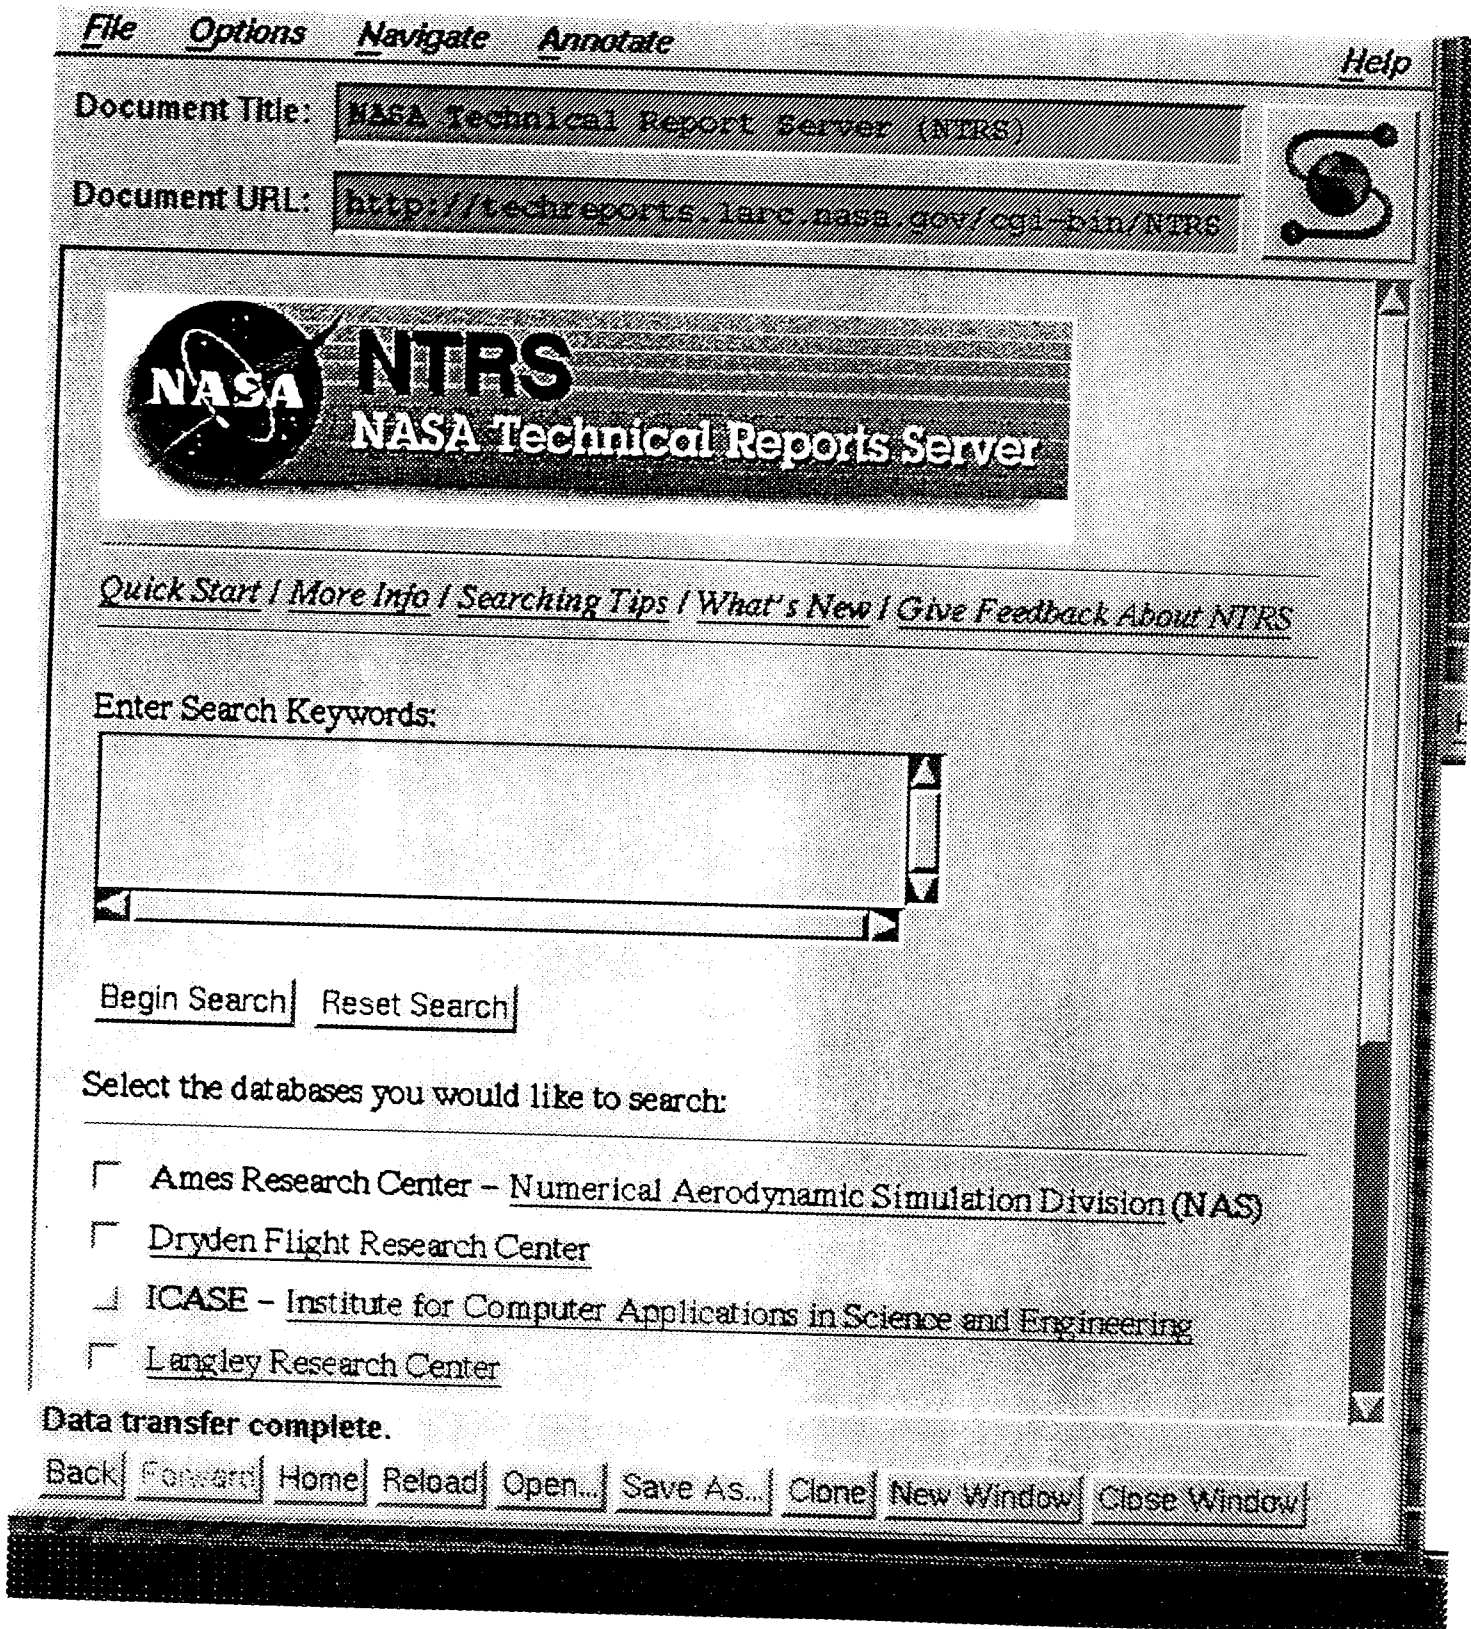 File Options Navigate Annotate Help
Document Title: NASA Technical Report Server (NTRS)
Document URL: http://techreports.larc.nasa.gov/cgi-bin/NTRS
NASA
NTRS
NASA Technical Reports Server
Quick Start / More Info / Searching Tips / What's New / Give Feedback About NTRS
Enter Search Keywords:
Begin Search Reset Search
Select the databases you would like to search:
Ames Research Center – Numerical Aerodynamic Simulation Division (NAS)
Dryden Flight Research Center
ICASE – Institute for Computer Applications in Science and Engineering
Langley Research Center
Data transfer complete.
Back Forward Home Reload Open... Save As... Clone New Window Close Window